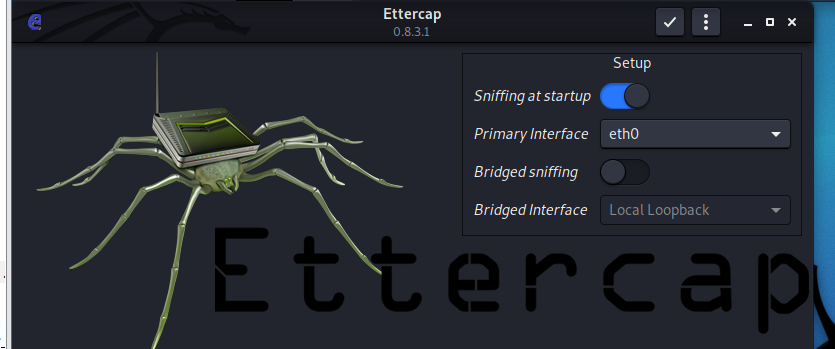 Ettercap
0.8.3.1
Setup
Sniffing at startup
Primary Interface eth0
Bridged sniffing
Bridged Interface Local Loopback
Ettercap